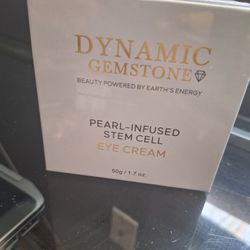 DYNAMIC
GEMSTONE
BEAUTY POWERED BY EARTH'S ENERGY
PEARL-INFUSED
STEM CELL
EYE CREAM
50g / 1.7 oz.